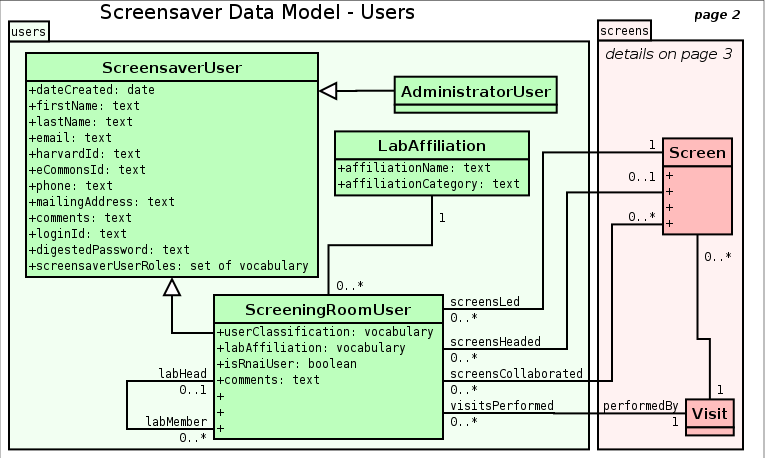 Screensaver Data Model - Users
page 2
users
screens
details on page 3
ScreensaverUser
+dateCreated: date
+firstName: text
+lastName: text
+email: text
+harvardId: text
+eCommonsId: text
+phone: text
+mailingAddress: text
+comments: text
+loginId: text
+digestedPassword: text
+screensaverUserRoles: set of vocabulary
AdministratorUser
LabAffiliation
+affiliationName: text
+affiliationCategory: text
1
0..*
Screen
+
+
+
+
1
0..1
0..*
0..*
ScreeningRoomUser
+userClassification: vocabulary
+labAffiliation: vocabulary
+isRnaiUser: boolean
+comments: text
+
+
+
labHead
0..1
labMember
0..*
screensLed
0..*
screensHeaded
0..*
screensCollaborated
0..*
visitsPerformed
0..*
performedBy
1
1
Visit